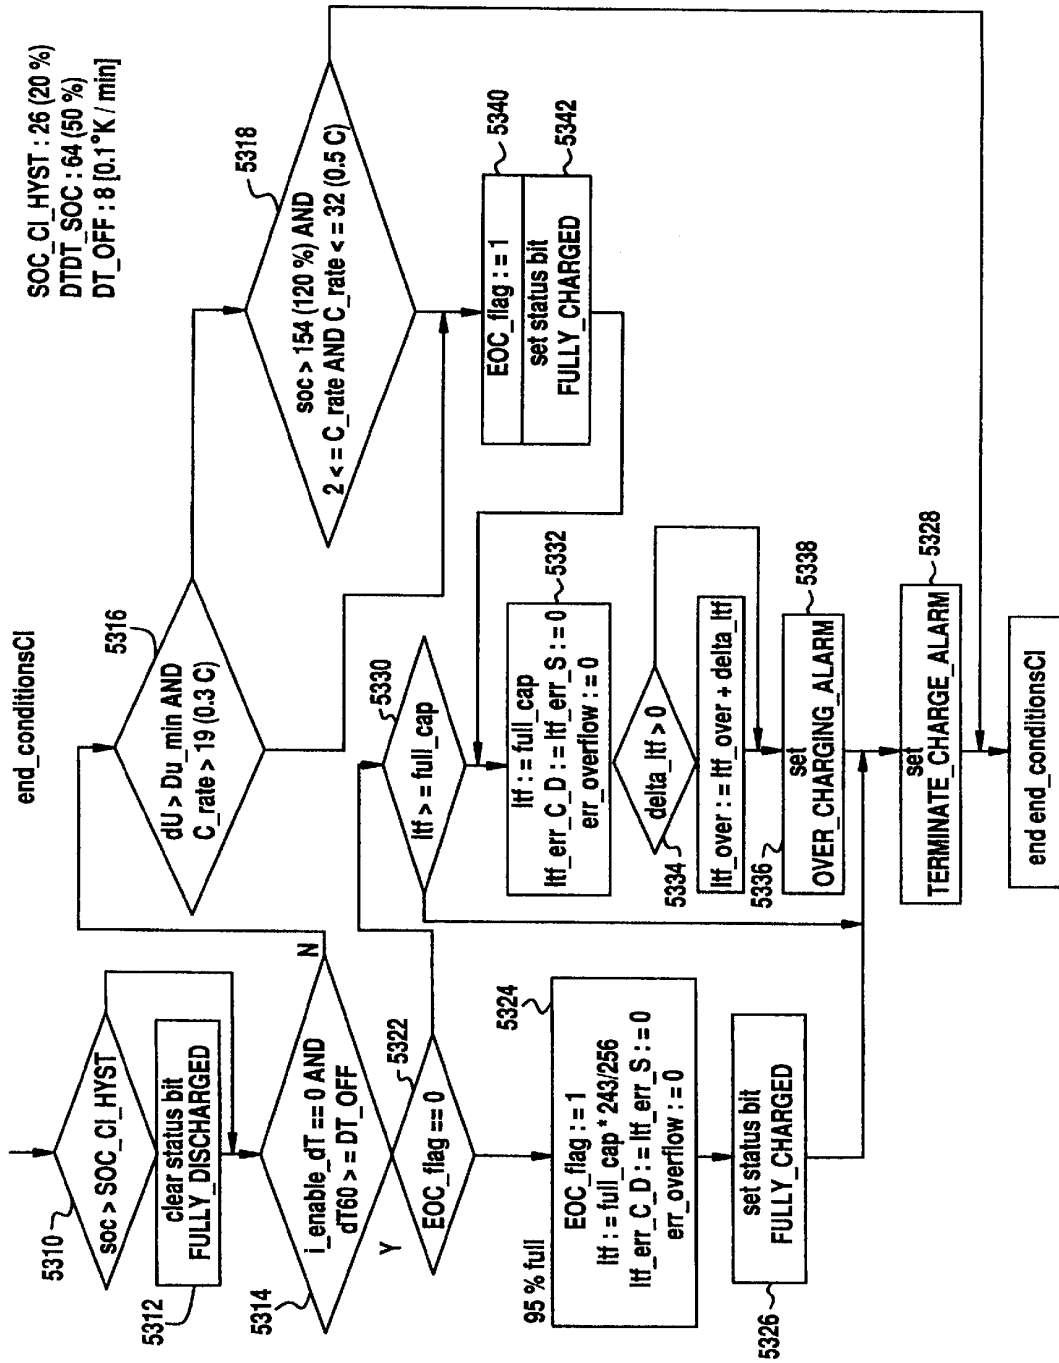 end_conditionsCI
SOC_CI_HYST : 26 (20 %)
DTDT_SOC : 64 (50 %)
DT_OFF : 8 [0.1°K / min]
5310
soc > SOC_CI_HYST
5312
clear status bit
FULLY_DISCHARGED
5314
i_enable_dT == 0 AND
dT60 > = DT_OFF
N
Y
5316
dU > Du_min AND
C_rate > 19 (0.3 C)
5318
soc > 154 (120 %) AND
2 < = C_rate AND C_rate < = 32 (0.5 C)
5322
EOC_flag == 0
5330
ltf > = full_cap
5340
EOC_flag : = 1
5342
set status bit
FULLY_CHARGED
95 % full
5324
EOC_flag : = 1
ltf : = full_cap * 243/256
ltf_err_C_D : = ltf_err_S : = 0
err_overflow : = 0
5332
ltf : = full_cap
ltf_err_C_D : = ltf_err_S : = 0
err_overflow : = 0
5334
delta_ltf > 0
5336
ltf_over : = ltf_over + delta_ltf
5338
set
OVER_CHARGING_ALARM
5326
set status bit
FULLY_CHARGED
5328
set
TERMINATE_CHARGE_ALARM
end end_conditionsCI